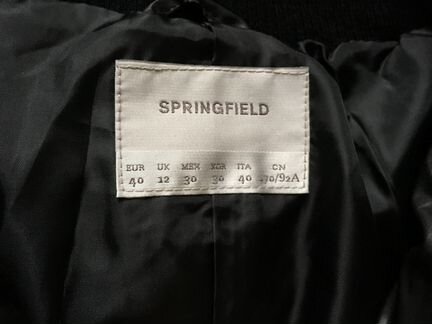 SPRINGFIELD
EUR UK MEX KOR ITA CN
40 12 30 30 40 170/92A